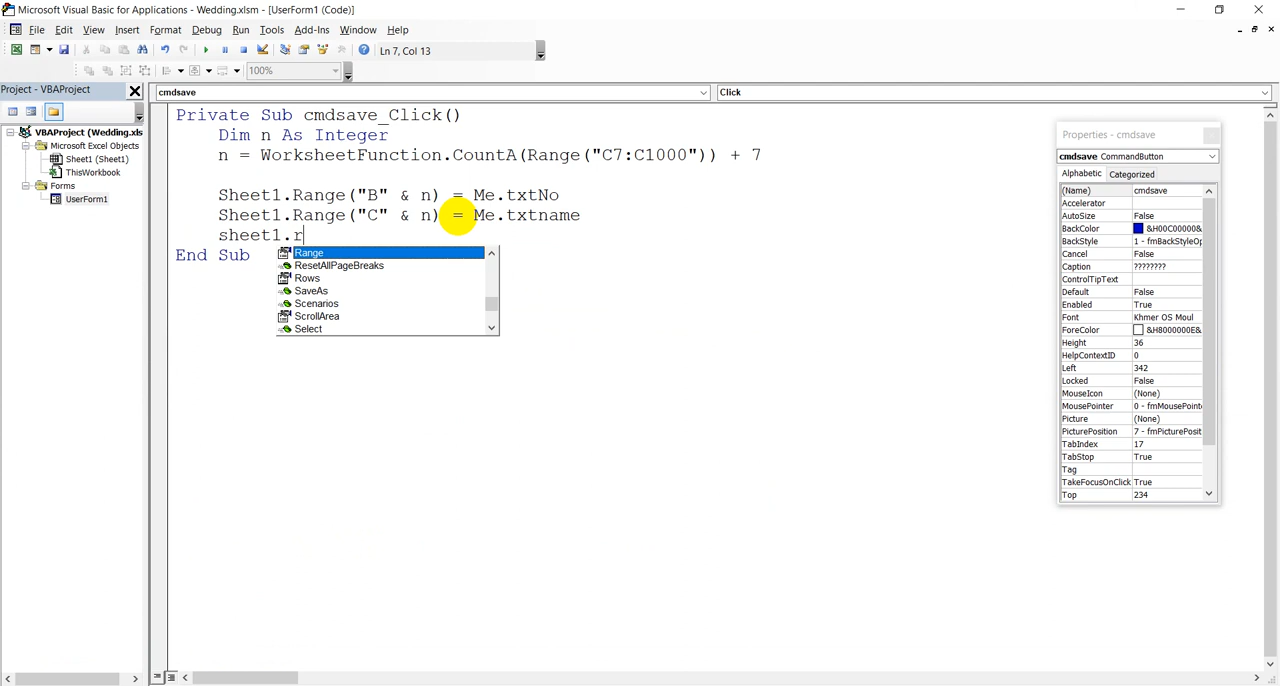 Microsoft Visual Basic for Applications - Wedding.xlsm - [UserForm1 (Code)]
File Edit View Insert Format Debug Run Tools Add-Ins Window Help
Ln 7, Col 13
100%
Project - VBAProject
cmdsave
Click
VBAProject (Wedding.xls
Microsoft Excel Objects
Sheet1 (Sheet1)
ThisWorkbook
Forms
UserForm1
Private Sub cmdsave_Click()
Dim n As Integer
n = WorksheetFunction.CountA(Range("C7:C1000")) + 7
Sheet1.Range("B" & n) = Me.txtNo
Sheet1.Range("C" & n) = Me.txtname
sheet1.r
End Sub
Range
ResetAllPageBreaks
Rows
SaveAs
Scenarios
ScrollArea
Select
Properties - cmdsave
cmdsave CommandButton
Alphabetic Categorized
(Name) cmdsave
Accelerator
AutoSize False
BackColor &H00C00000&
BackStyle 1 - fmBackStyleOp
Cancel False
Caption ????????
ControlTipText
Default False
Enabled True
Font Khmer OS Moul
ForeColor &H8000000E&
Height 36
HelpContextID 0
Left 342
Locked False
MouseIcon (None)
MousePointer 0 - fmMousePoint
Picture (None)
PicturePosition 7 - fmPicturePosit
TabIndex 17
TabStop True
Tag
TakeFocusOnClick True
Top 234